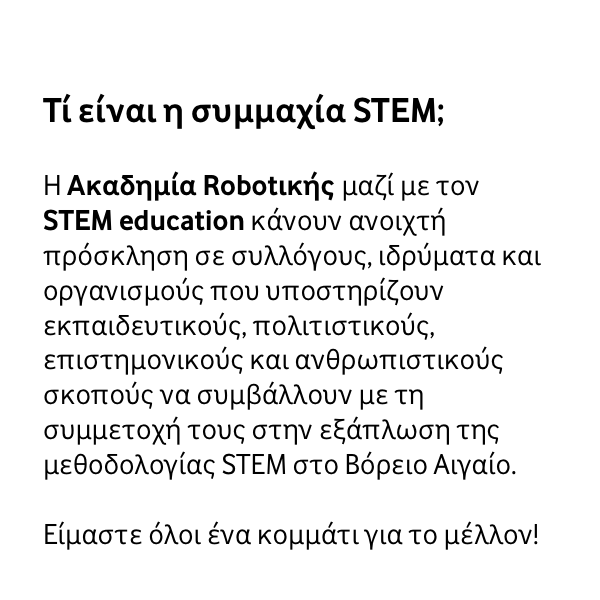 Τί είναι η συμμαχία STEM;
Η Ακαδημία Robotικής μαζί με τον
STEM education κάνουν ανοιχτή
πρόσκληση σε συλλόγους, ιδρύματα και
οργανισμούς που υποστηρίζουν
εκπαιδευτικούς, πολιτιστικούς,
επιστημονικούς και ανθρωπιστικούς
σκοπούς να συμβάλλουν με τη
συμμετοχή τους στην εξάπλωση της
μεθοδολογίας STEM στο Βόρειο Αιγαίο.
Είμαστε όλοι ένα κομμάτι για το μέλλον!